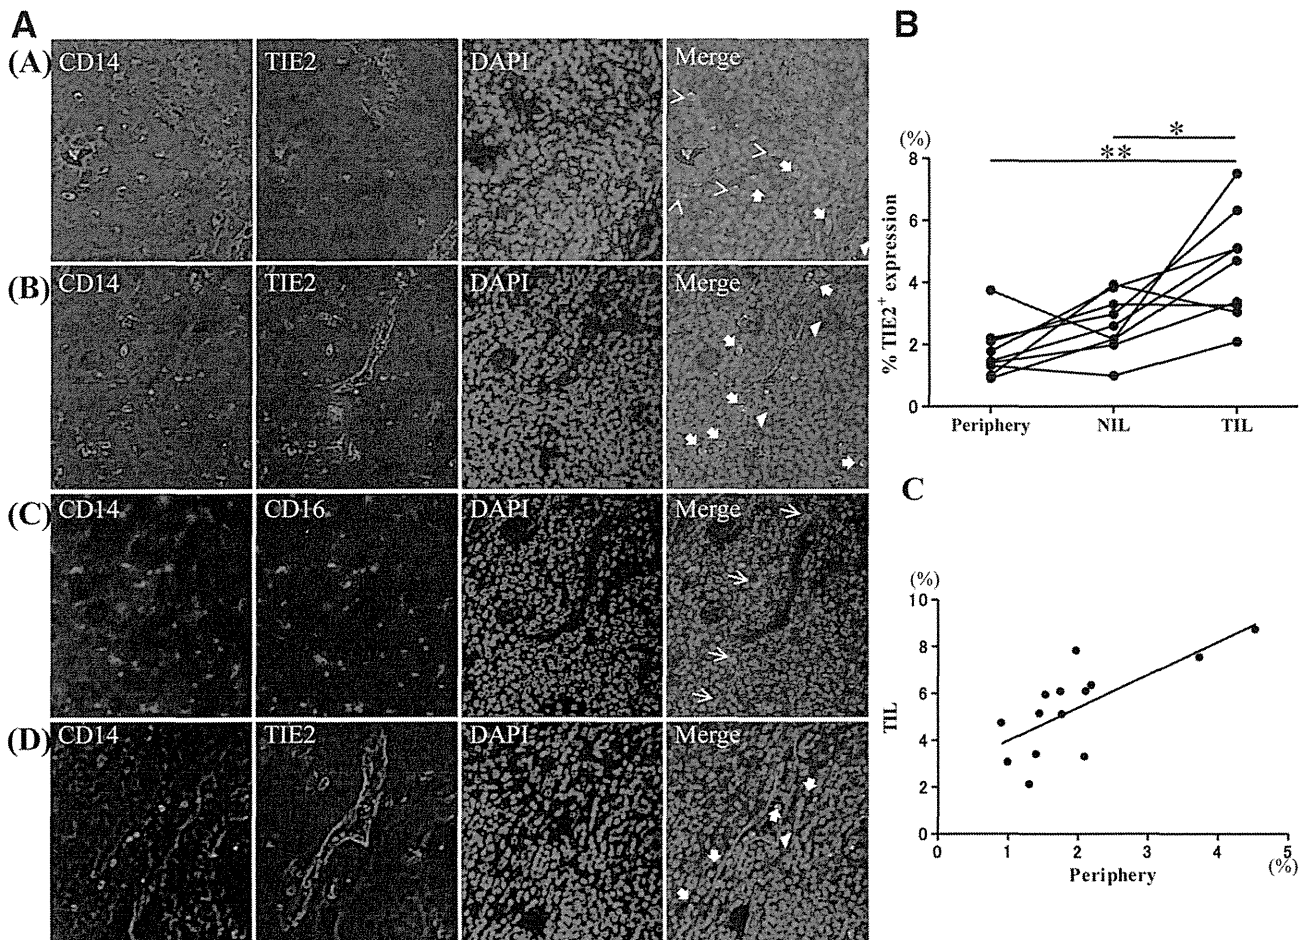 A
(A) CD14 TIE2 DAPI Merge
(B) CD14 TIE2 DAPI Merge
(C) CD14 CD16 DAPI Merge
(D) CD14 TIE2 DAPI Merge
B
(%)
*
**
8
6
4
2
0
% TIE2+ expression
Periphery NIL TIL
C
(%)
10
8
6
4
2
0
TIL
0 1 2 3 4 5
(%)
Periphery